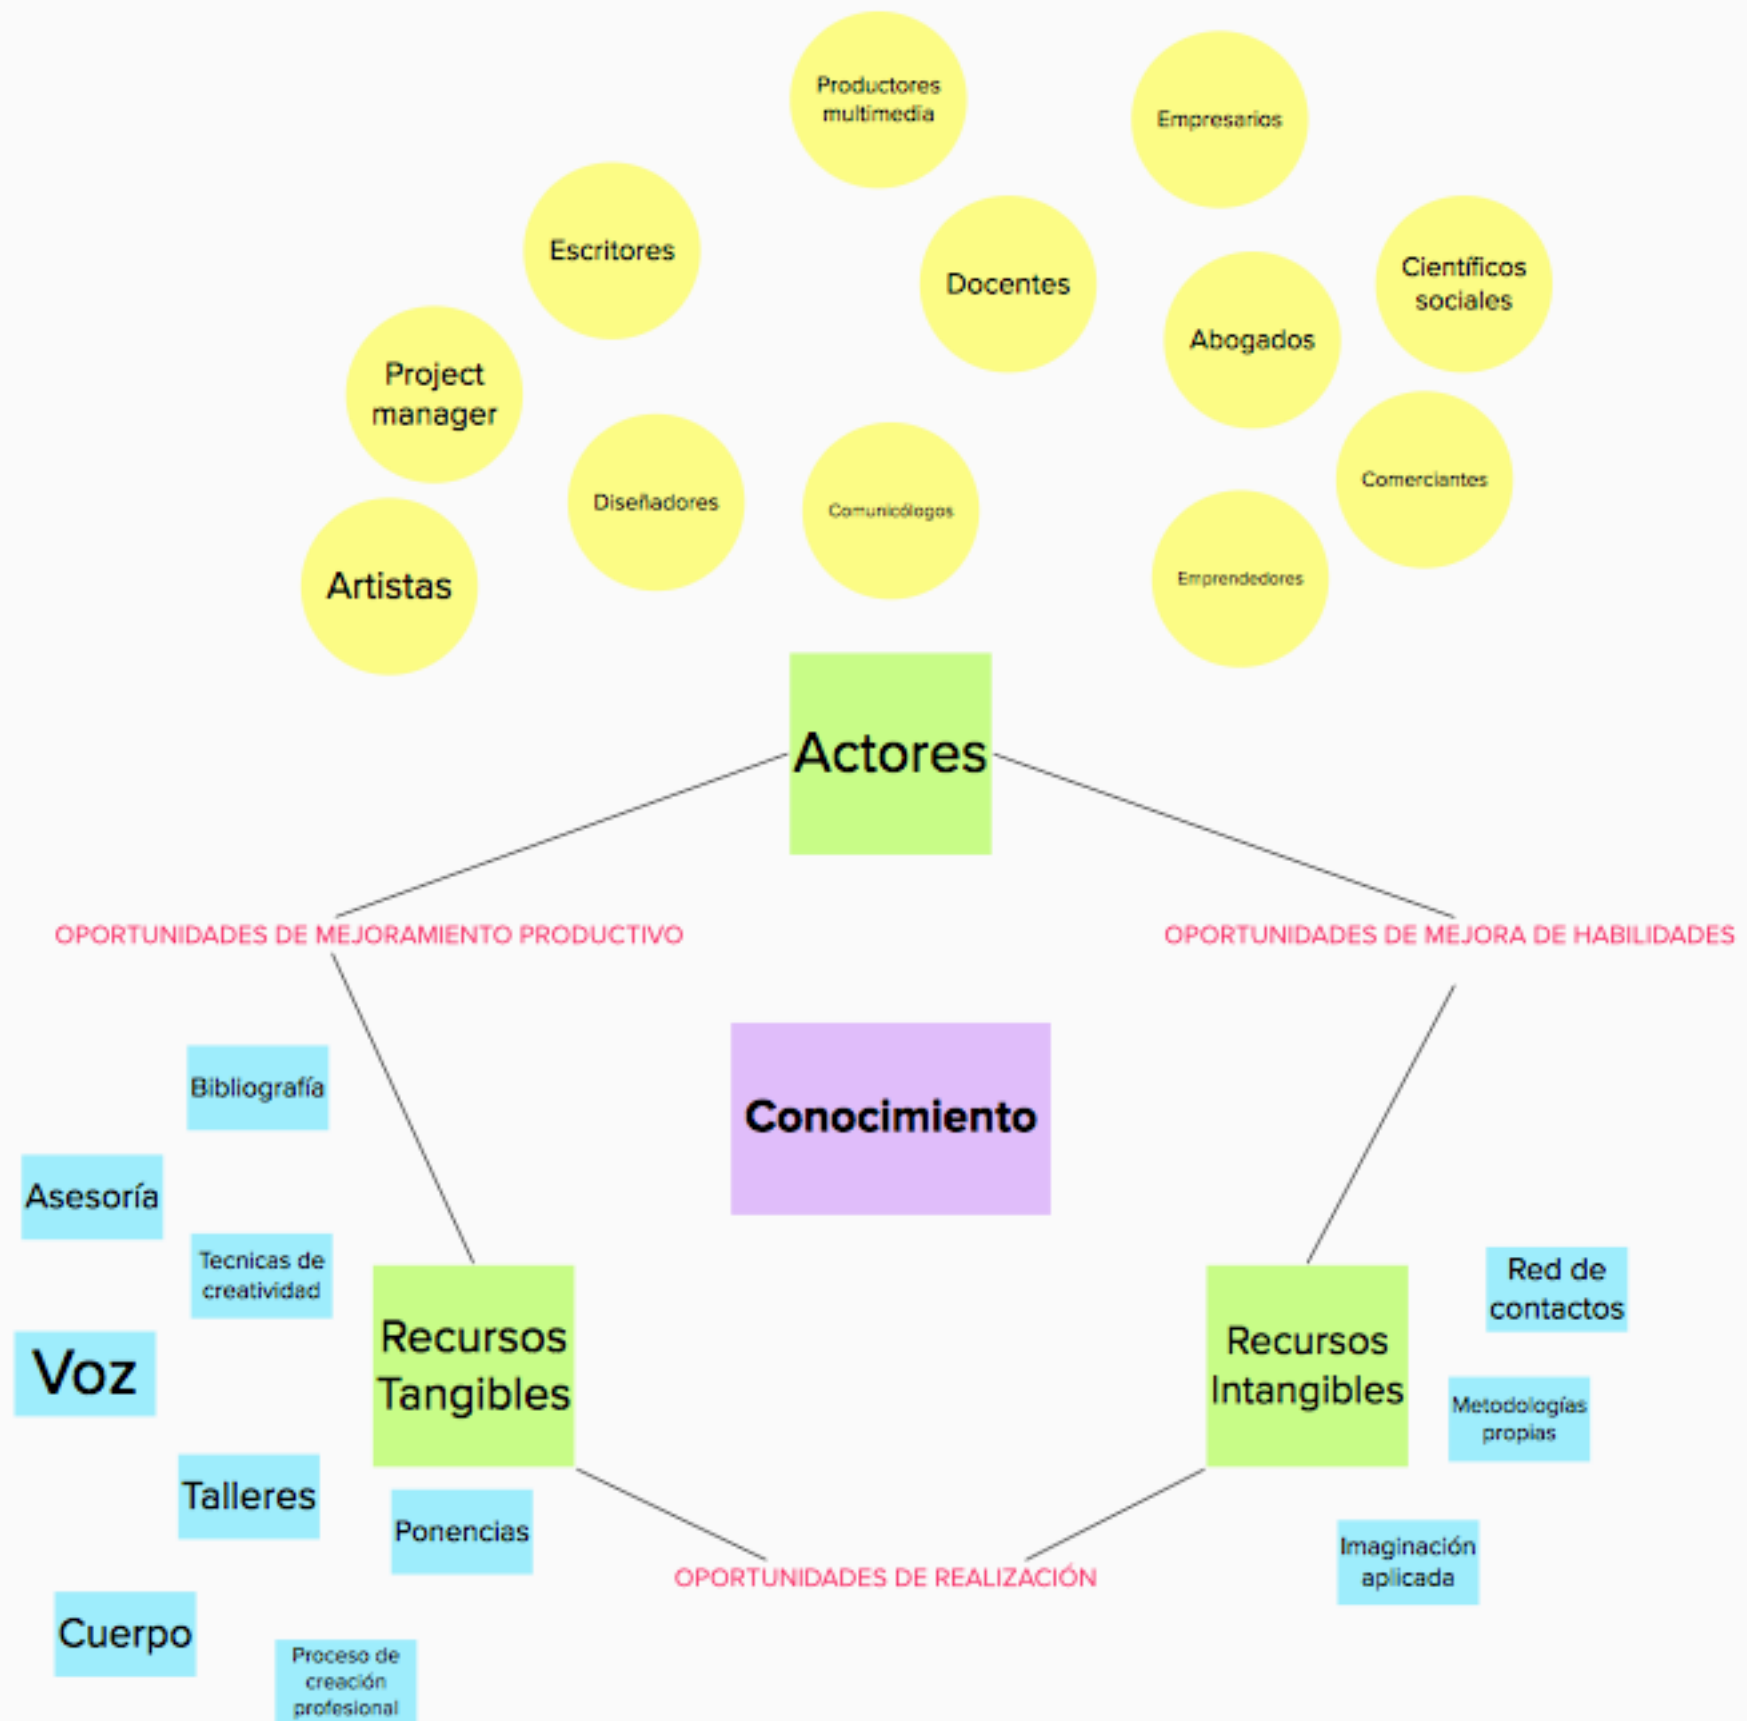 Productores
multimedia
Empresarios
Escritores
Docentes
Científicos
sociales
Abogados
Project
manager
Comerciantes
Diseñadores
Comunicólogos
Emprendedores
Artistas
Actores
OPORTUNIDADES DE MEJORAMIENTO PRODUCTIVO
OPORTUNIDADES DE MEJORA DE HABILIDADES
Bibliografía
Conocimiento
Asesoría
Tecnicas de
creatividad
Voz
Recursos
Tangibles
Recursos
Intangibles
Red de
contactos
Metodologías
propias
Talleres
Ponencias
Imaginación
aplicada
OPORTUNIDADES DE REALIZACIÓN
Cuerpo
Proceso de
creación
profesional